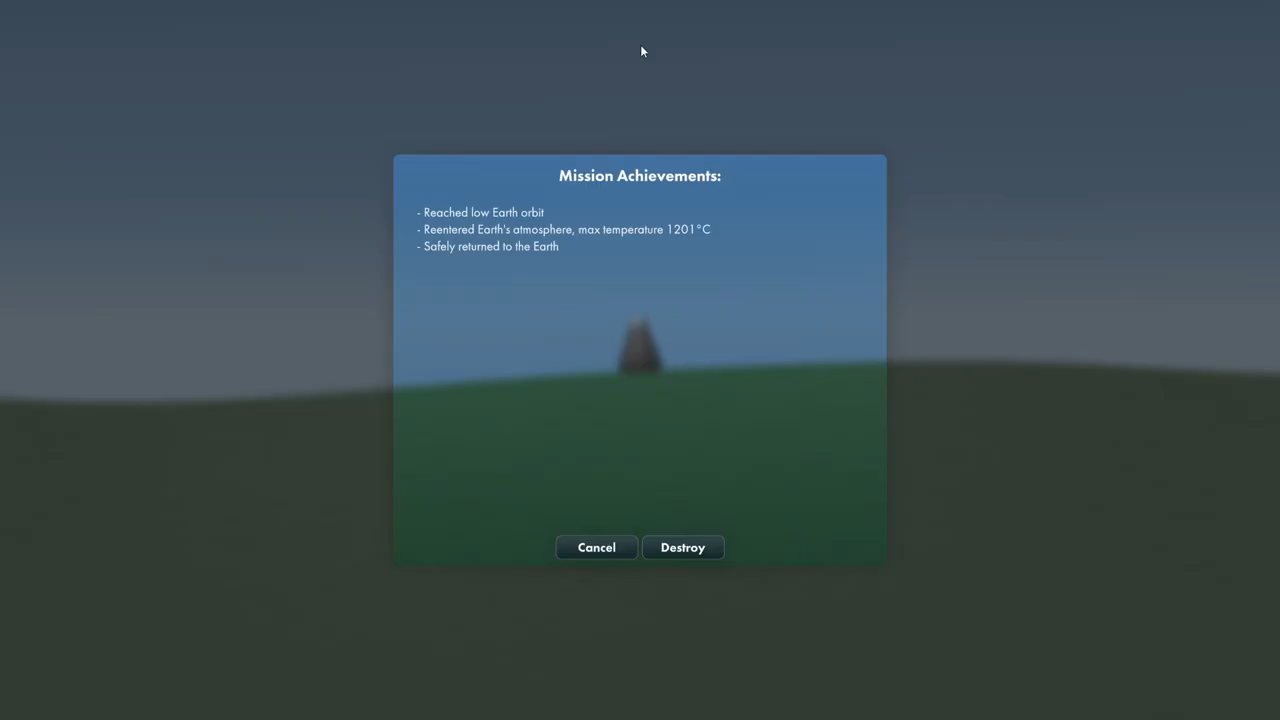 Mission Achievements:
- Reached low Earth orbit
- Reentered Earth's atmosphere, max temperature 1201°C
- Safely returned to the Earth
Cancel
Destroy